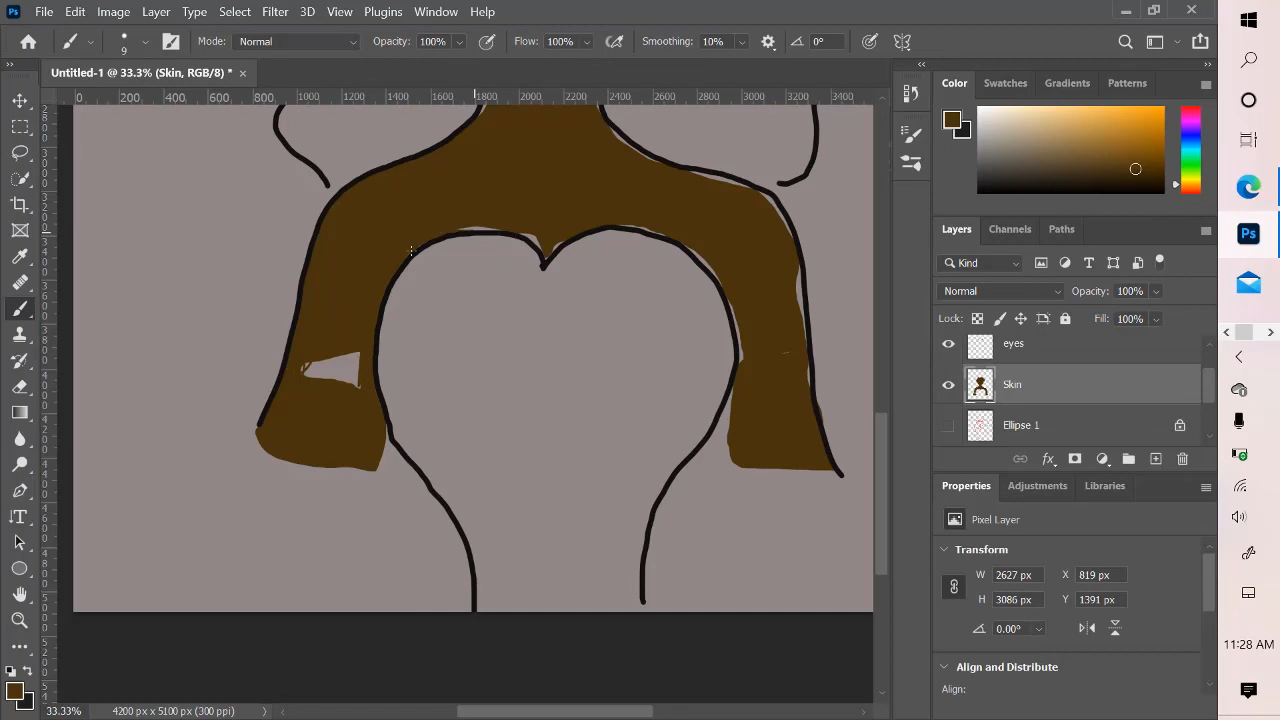 Ps File Edit Image Layer Type Select Filter 3D View Plugins Window Help
9 Mode: Normal Opacity: 100% Flow: 100% Smoothing: 10% 0°
Untitled-1 @ 33.3% (Skin, RGB/8) *
0 200 400 600 800 1000 1200 1400 1600 1800 2000 2200 2400 2600 2800 3000 3200 3400
Color Swatches Gradients Patterns
Layers Channels Paths
Kind
Normal Opacity: 100%
Lock: Fill: 100%
eyes
Skin
Ellipse 1
Properties Adjustments Libraries
Pixel Layer
Transform
W 2627 px X 819 px
H 3086 px Y 1391 px
0.00°
Align and Distribute
Align:
33.33% 4200 px x 5100 px (300 ppi)
Ps
11:28 AM